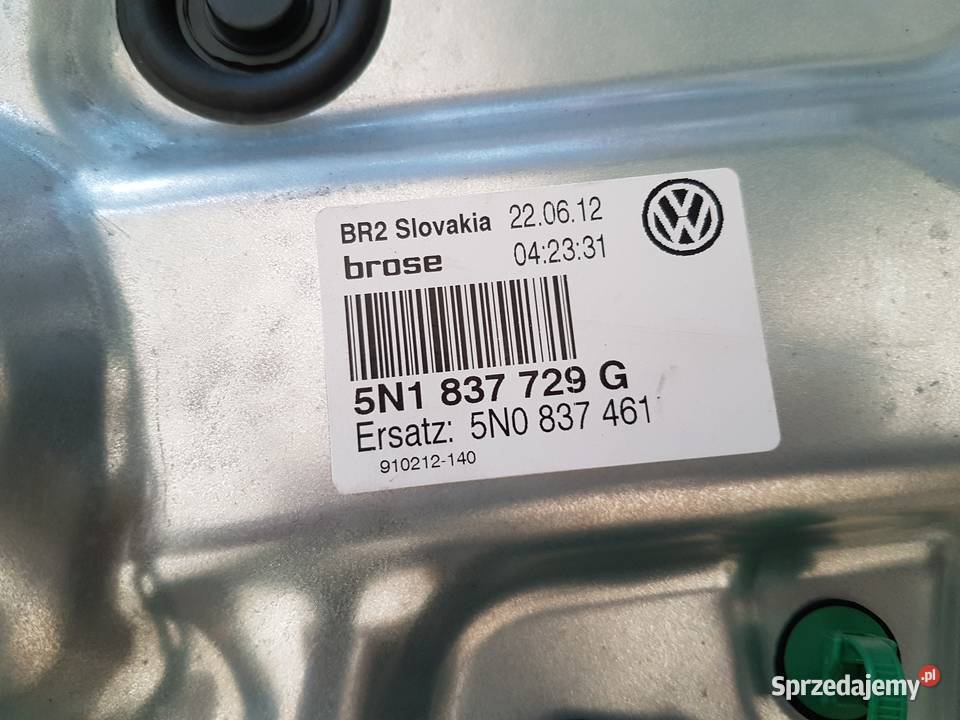 BR2 Slovakia 22.06.12
brose 04:23:31
5N1 837 729 G
Ersatz: 5N0 837 461
910212-140
Sprzedajemy.pl